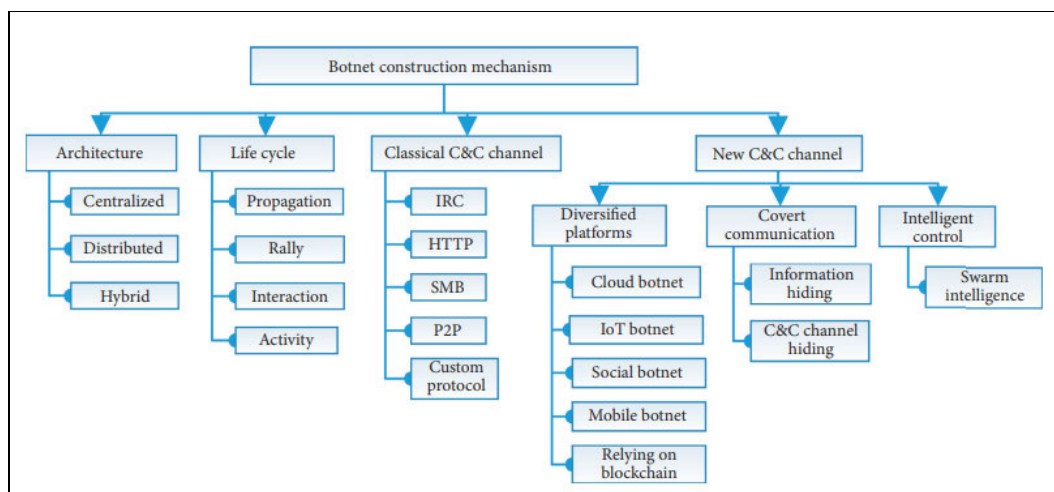 Botnet construction mechanism
Architecture
Life cycle
Classical C&C channel
New C&C channel
Centralized
Distributed
Hybrid
Propagation
Rally
Interaction
Activity
IRC
HTTP
SMB
P2P
Custom
protocol
Diversified
platforms
Cloud botnet
IoT botnet
Social botnet
Mobile botnet
Relying on
blockchain
Covert
communication
Information
hiding
C&C channel
hiding
Intelligent
control
Swarm
intelligence